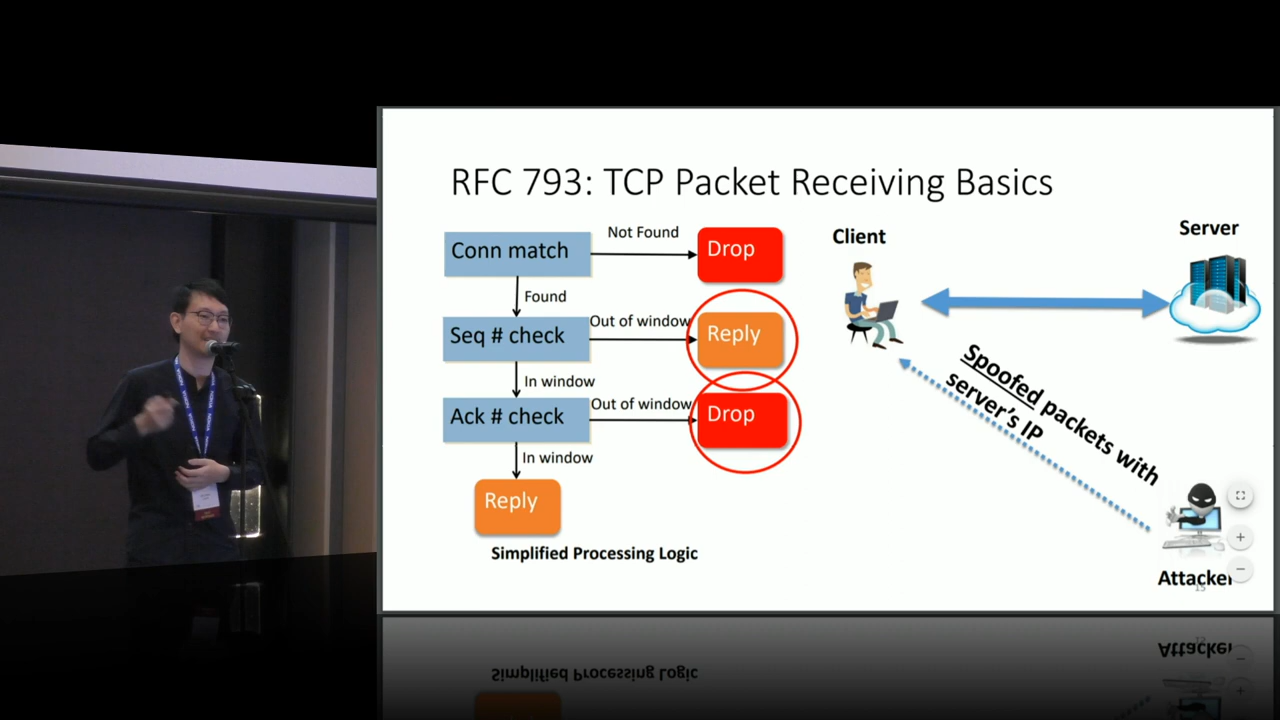 RFC 793: TCP Packet Receiving Basics
Conn match
Not Found
Drop
Found
Seq # check
Out of window
Reply
In window
Ack # check
Out of window
Drop
In window
Reply
Simplified Processing Logic
Client
Server
Spoofed packets with
server's IP
Attacker
15